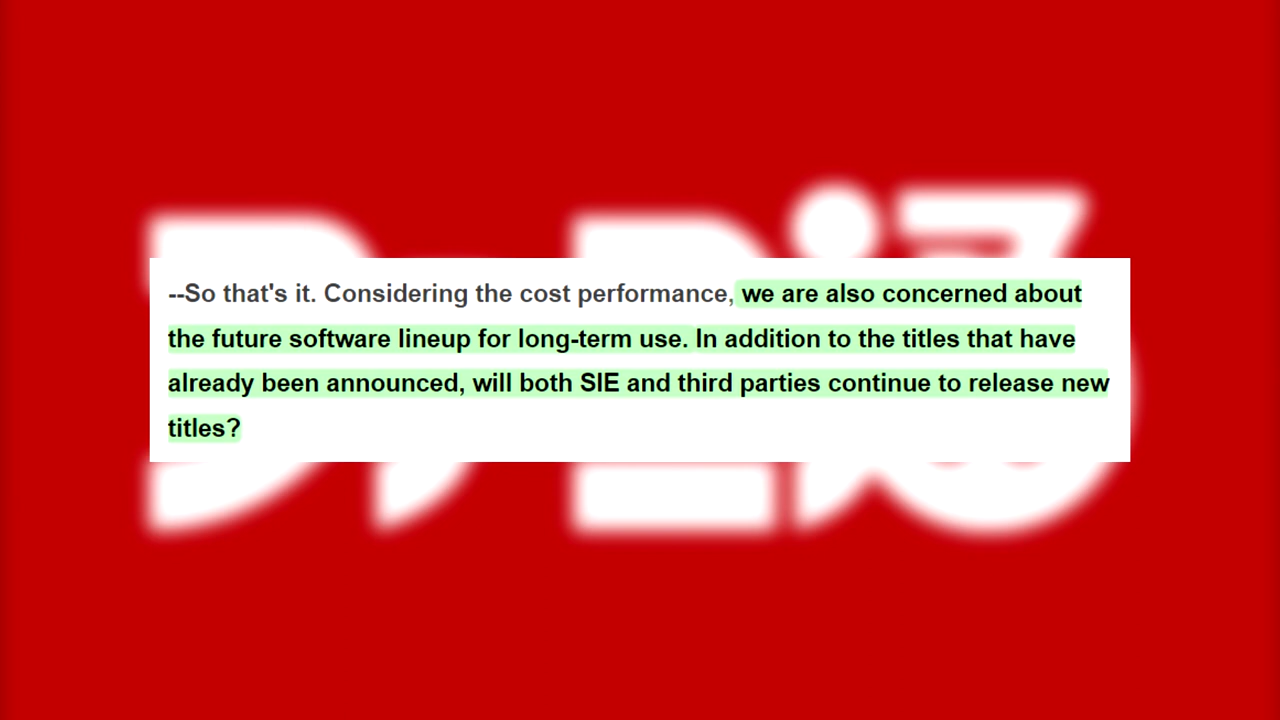 --So that's it. Considering the cost performance, we are also concerned about
the future software lineup for long-term use. In addition to the titles that have
already been announced, will both SIE and third parties continue to release new
titles?